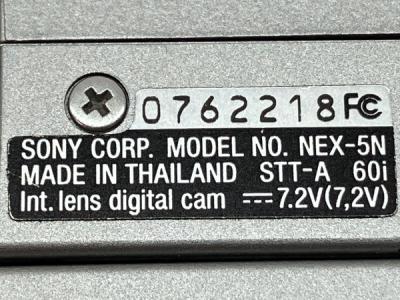 0762218 FC
SONY CORP. MODEL NO. NEX-5N
MADE IN THAILAND STT-A 60i
Int. lens digital cam ⎓ 7.2V(7,2V)